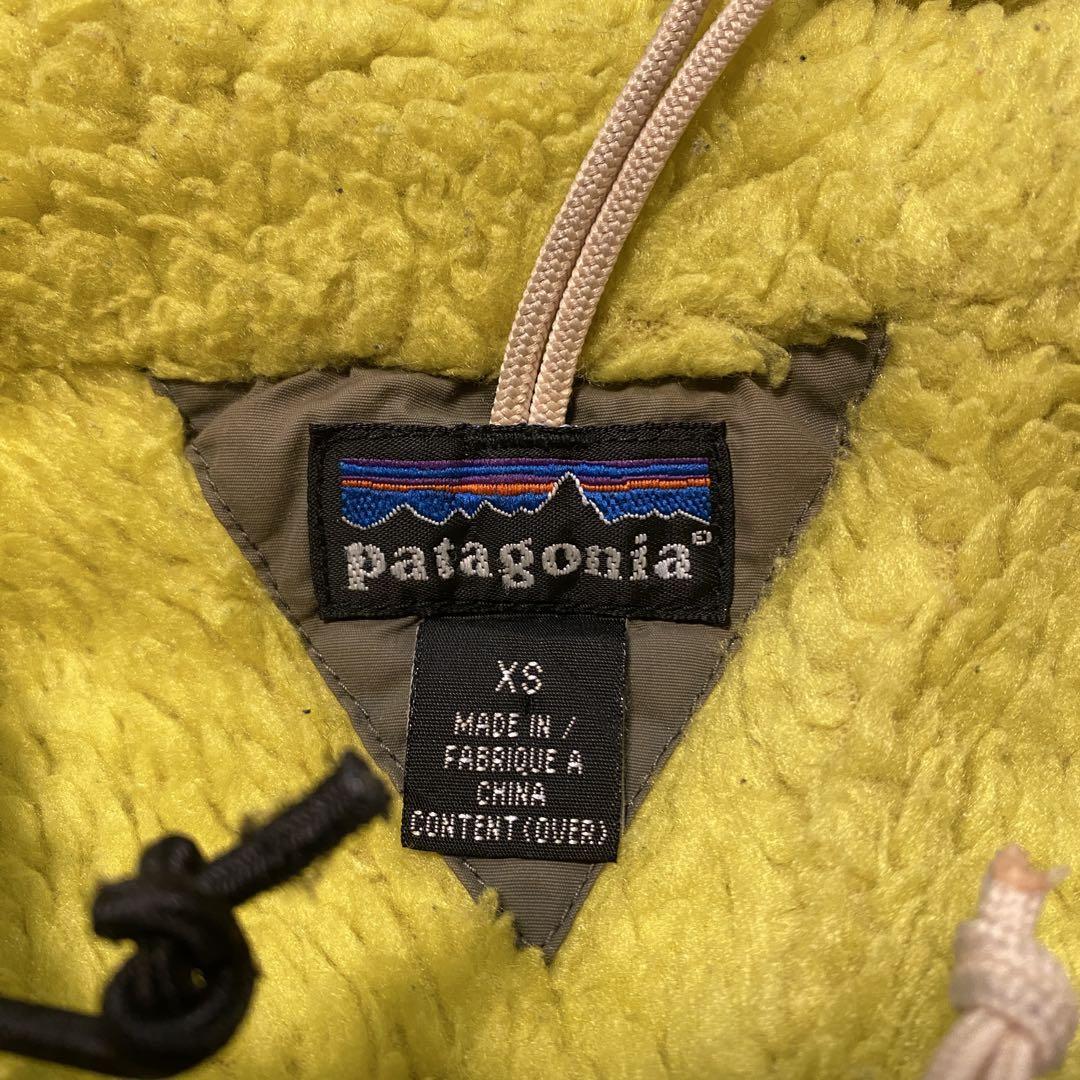 patagonia®
XS
MADE IN /
FABRIQUE A
CHINA
CONTENT (OVER)